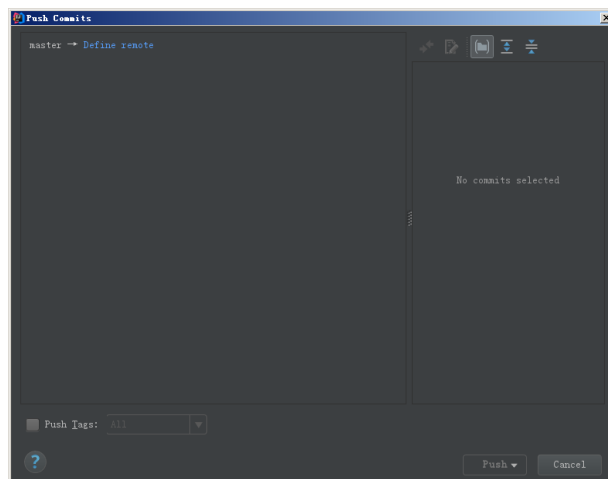 Push Commits
master → Define remote
No commits selected
Push Tags: All
?
Push
Cancel